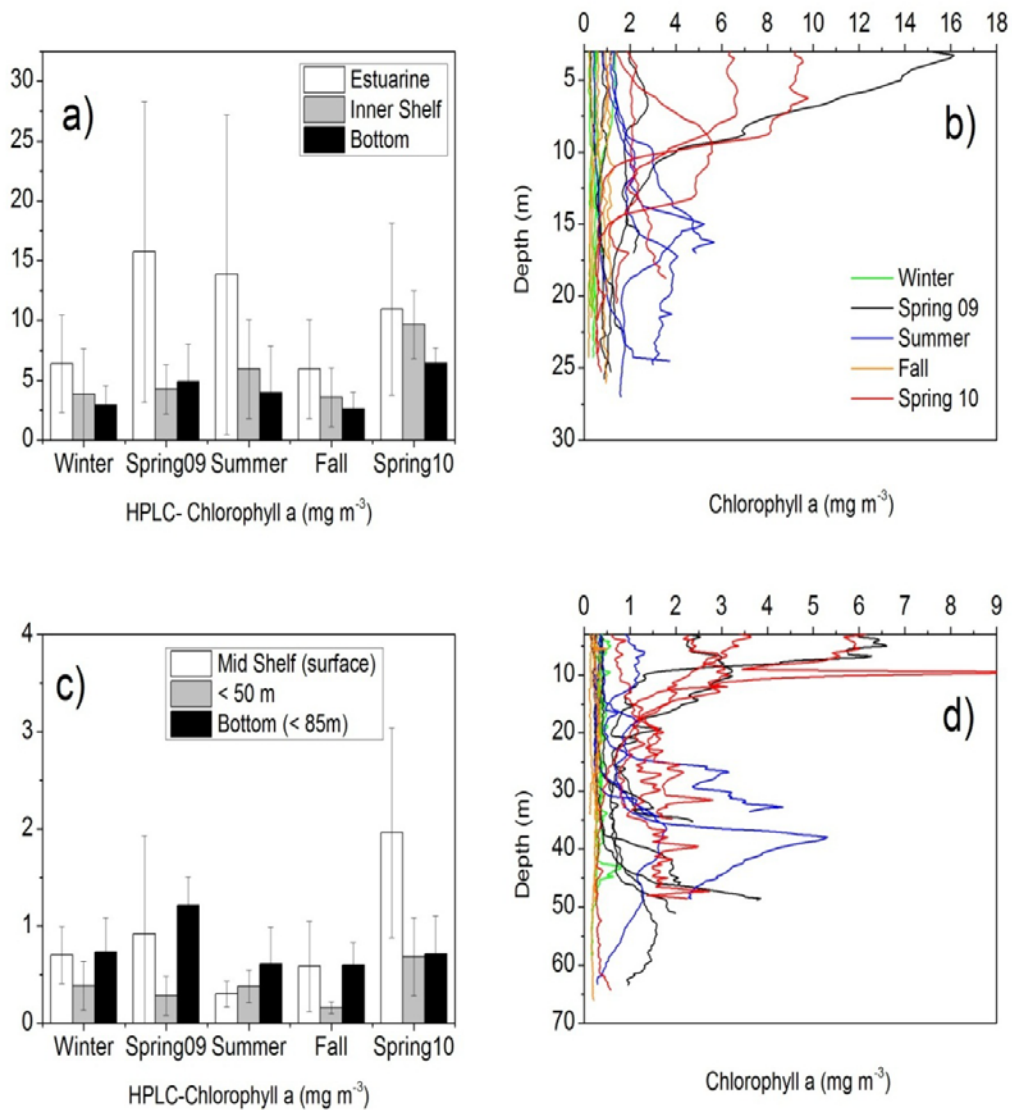 a)
30
25
20
15
10
5
0
Estuarine
Inner Shelf
Bottom
Winter Spring09 Summer Fall Spring10
HPLC- Chlorophyll a (mg m-3)
0 2 4 6 8 10 12 14 16 18
b)
5
10
15
20
25
30
Depth (m)
Winter
Spring 09
Summer
Fall
Spring 10
Chlorophyll a (mg m-3)
c)
4
3
2
1
0
Mid Shelf (surface)
< 50 m
Bottom (< 85m)
Winter Spring09 Summer Fall Spring10
HPLC-Chlorophyll a (mg m-3)
0 1 2 3 4 5 6 7 8 9
d)
10
20
30
40
50
60
70
Depth (m)
Chlorophyll a (mg m-3)